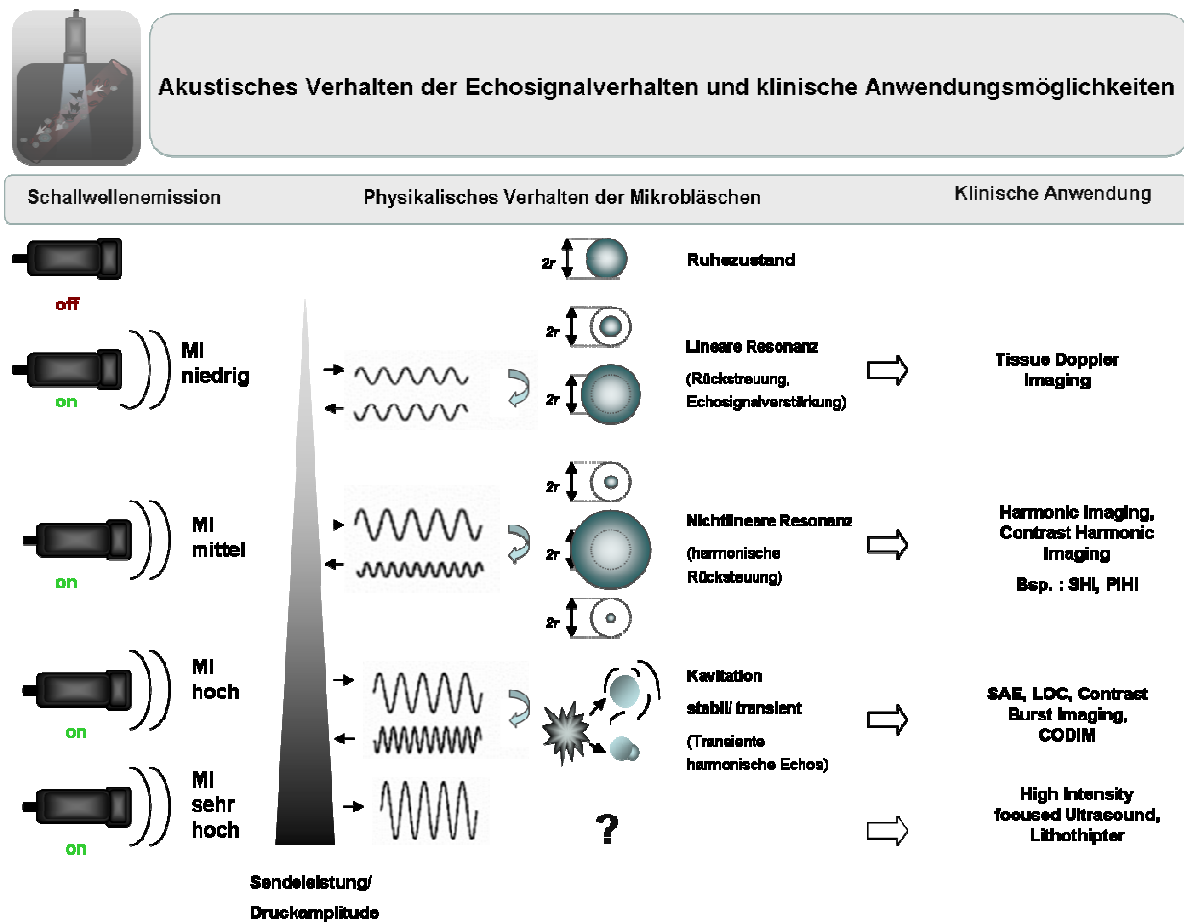 Akustisches Verhalten der Echosignalverhalten und klinische Anwendungsmöglichkeiten
Schallwellenemission
Physikalisches Verhalten der Mikrobläschen
Klinische Anwendung
off
2r
Ruhezustand
on
MI
niedrig
2r
2r
Lineare Resonanz
(Rückstreuung,
Echosignalverstärkung)
Tissue Doppler
Imaging
on
MI
mittel
2r
2r
2r
Nichtlineare Resonanz
(harmonische
Rücksteuung)
Harmonic Imaging,
Contrast Harmonic
Imaging
Bsp. : SHI, PIHI
on
MI
hoch
Kavitation
stabil/ transient
(Transiente
harmonische Echos)
SAE, LOC, Contrast
Burst Imaging,
CODIM
on
MI
sehr
hoch
?
High Intensity
focused Ultrasound,
Lithothipter
Sendeleistung/
Druckamplitude